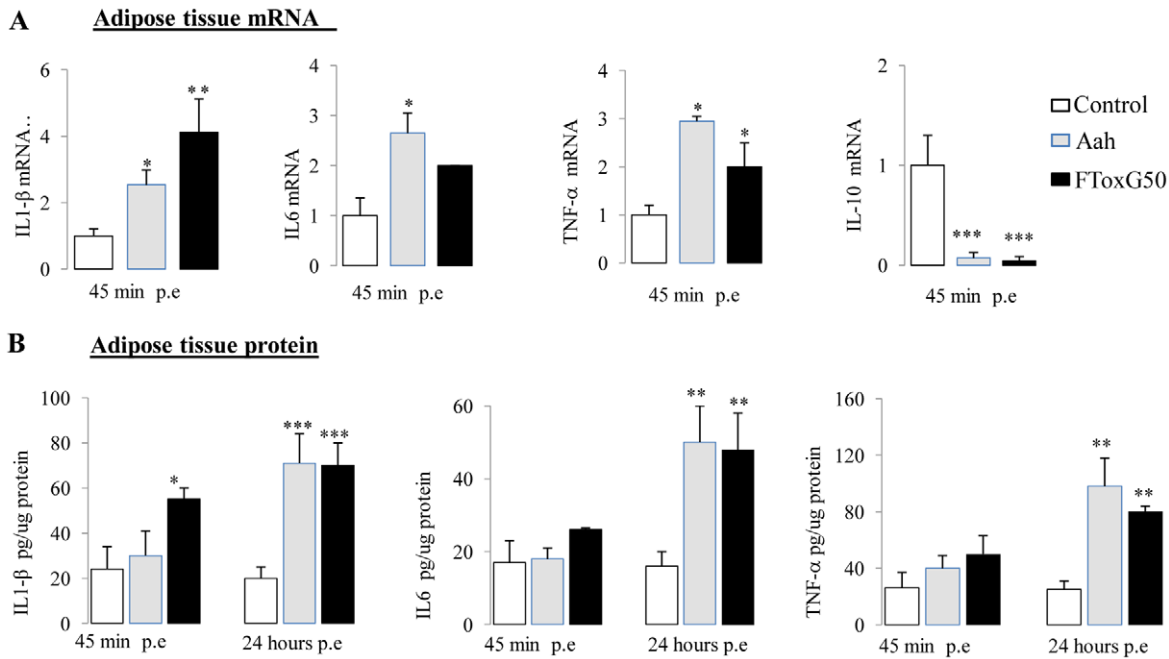 A
Adipose tissue mRNA
IL1-β mRNA..
6
4
2
0
*
**
45 min p.e
IL6 mRNA
4
3
2
1
0
*
45 min p.e
TNF-α mRNA
4
3
2
1
0
*
*
45 min p.e
IL-10 mRNA
2
1
0
***
***
45 min p.e
Control
Aah
FToxG50
B
Adipose tissue protein
IL1-β pg/ug protein
100
80
60
40
20
0
*
***
***
45 min p.e
24 hours p.e
IL6 pg/ug protein
60
40
20
0
**
**
45 min p.e
24 hours p.e
TNF-α pg/ug protein
160
120
80
40
0
**
**
45 min p.e
24 hours p.e